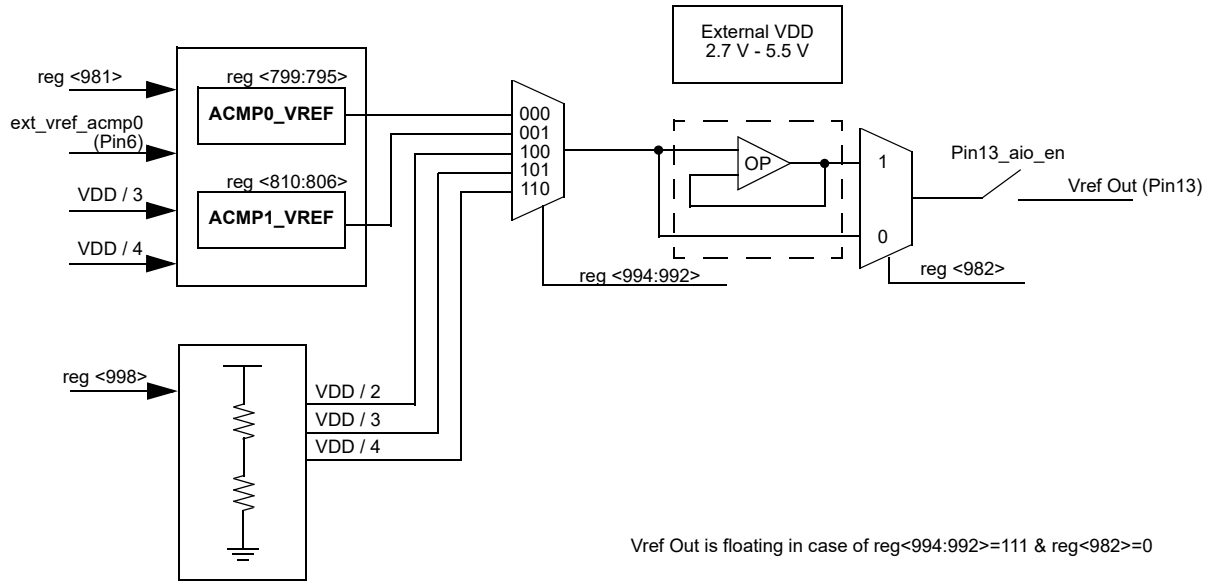 External VDD
2.7 V - 5.5 V
reg <981>
ext_vref_acmp0
(Pin6)
VDD / 3
VDD / 4
reg <799:795>
ACMP0_VREF
reg <810:806>
ACMP1_VREF
000
001
100
101
110
reg <994:992>
OP
1
0
reg <982>
Pin13_aio_en
Vref Out (Pin13)
reg <998>
VDD / 2
VDD / 3
VDD / 4
Vref Out is floating in case of reg<994:992>=111 & reg<982>=0